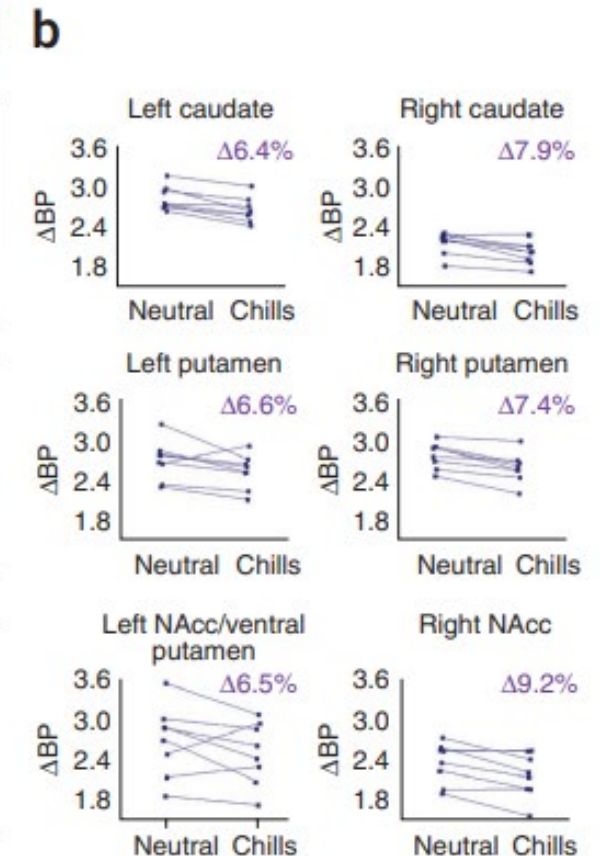 b
Left caudate
Δ6.4%
3.6
3.0
2.4
1.8
ΔBP
Neutral Chills
Right caudate
Δ7.9%
3.6
3.0
2.4
1.8
ΔBP
Neutral Chills
Left putamen
Δ6.6%
3.6
3.0
2.4
1.8
ΔBP
Neutral Chills
Right putamen
Δ7.4%
3.6
3.0
2.4
1.8
ΔBP
Neutral Chills
Left NAcc/ventral
putamen
Δ6.5%
3.6
3.0
2.4
1.8
ΔBP
Neutral Chills
Right NAcc
Δ9.2%
3.6
3.0
2.4
1.8
ΔBP
Neutral Chills